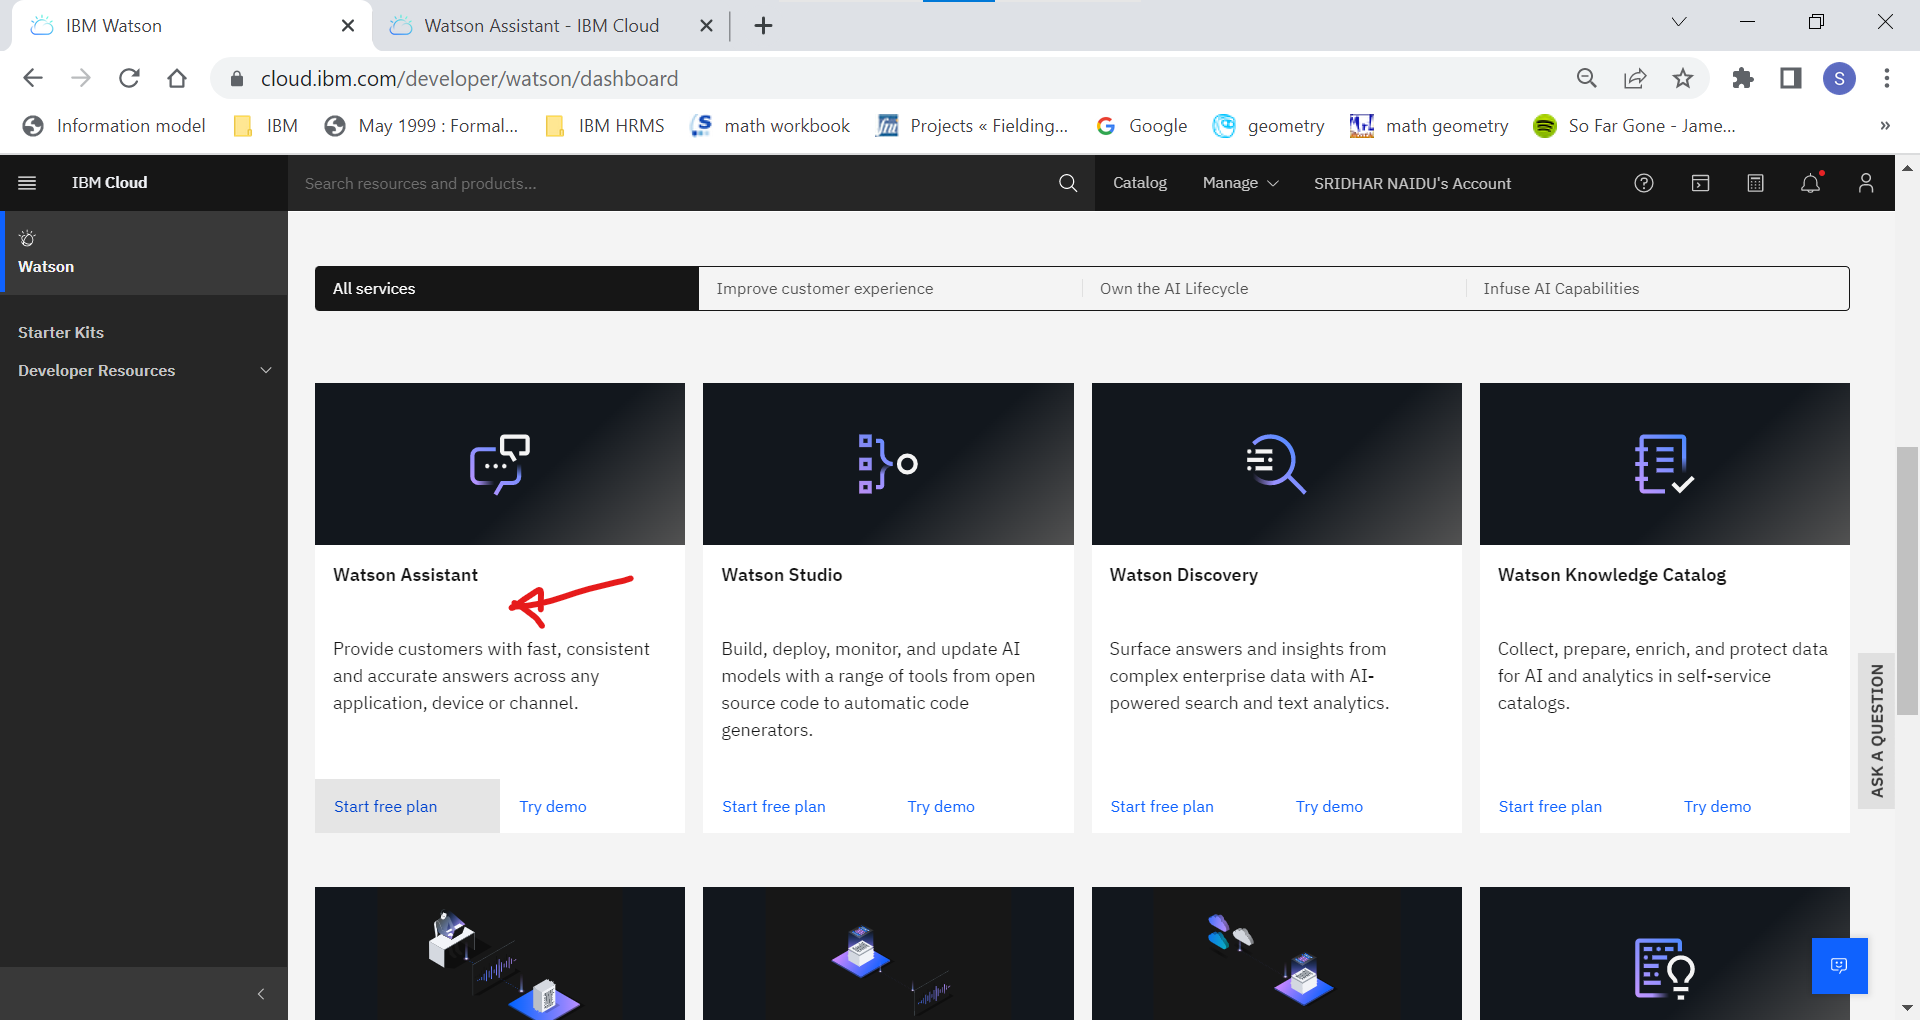 IBM Watson
Watson Assistant - IBM Cloud
cloud.ibm.com/developer/watson/dashboard
S
Information model
IBM
May 1999 : Formal...
IBM HRMS
math workbook
Projects « Fielding...
Google
geometry
math geometry
So Far Gone - Jame...
»
IBM Cloud
Search resources and products...
Catalog
Manage
SRIDHAR NAIDU's Account
Watson
Starter Kits
Developer Resources
All services
Improve customer experience
Own the AI Lifecycle
Infuse AI Capabilities
Watson Assistant
Provide customers with fast, consistent
and accurate answers across any
application, device or channel.
Start free plan
Try demo
Watson Studio
Build, deploy, monitor, and update AI
models with a range of tools from open
source code to automatic code
generators.
Start free plan
Try demo
Watson Discovery
Surface answers and insights from
complex enterprise data with AI-
powered search and text analytics.
Start free plan
Try demo
Watson Knowledge Catalog
Collect, prepare, enrich, and protect data
for AI and analytics in self-service
catalogs.
Start free plan
Try demo
ASK A QUESTION